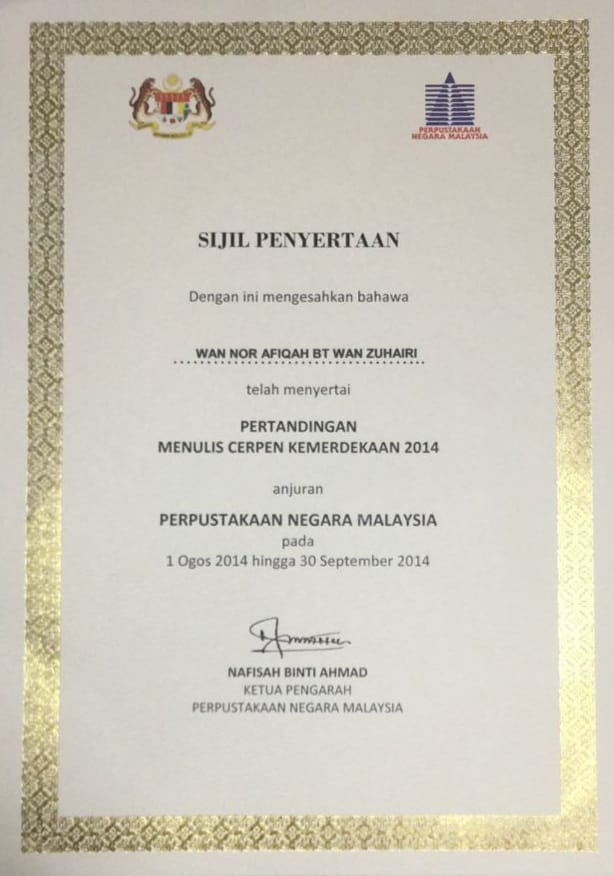 PERPUSTAKAAN
NEGARA MALAYSIA
SIJIL PENYERTAAN
Dengan ini mengesahkan bahawa
WAN NOR AFIQAH BT WAN ZUHAIRI
telah menyertai
PERTANDINGAN
MENULIS CERPEN KEMERDEKAAN 2014
anjuran
PERPUSTAKAAN NEGARA MALAYSIA
pada
1 Ogos 2014 hingga 30 September 2014
NAFISAH BINTI AHMAD
KETUA PENGARAH
PERPUSTAKAAN NEGARA MALAYSIA